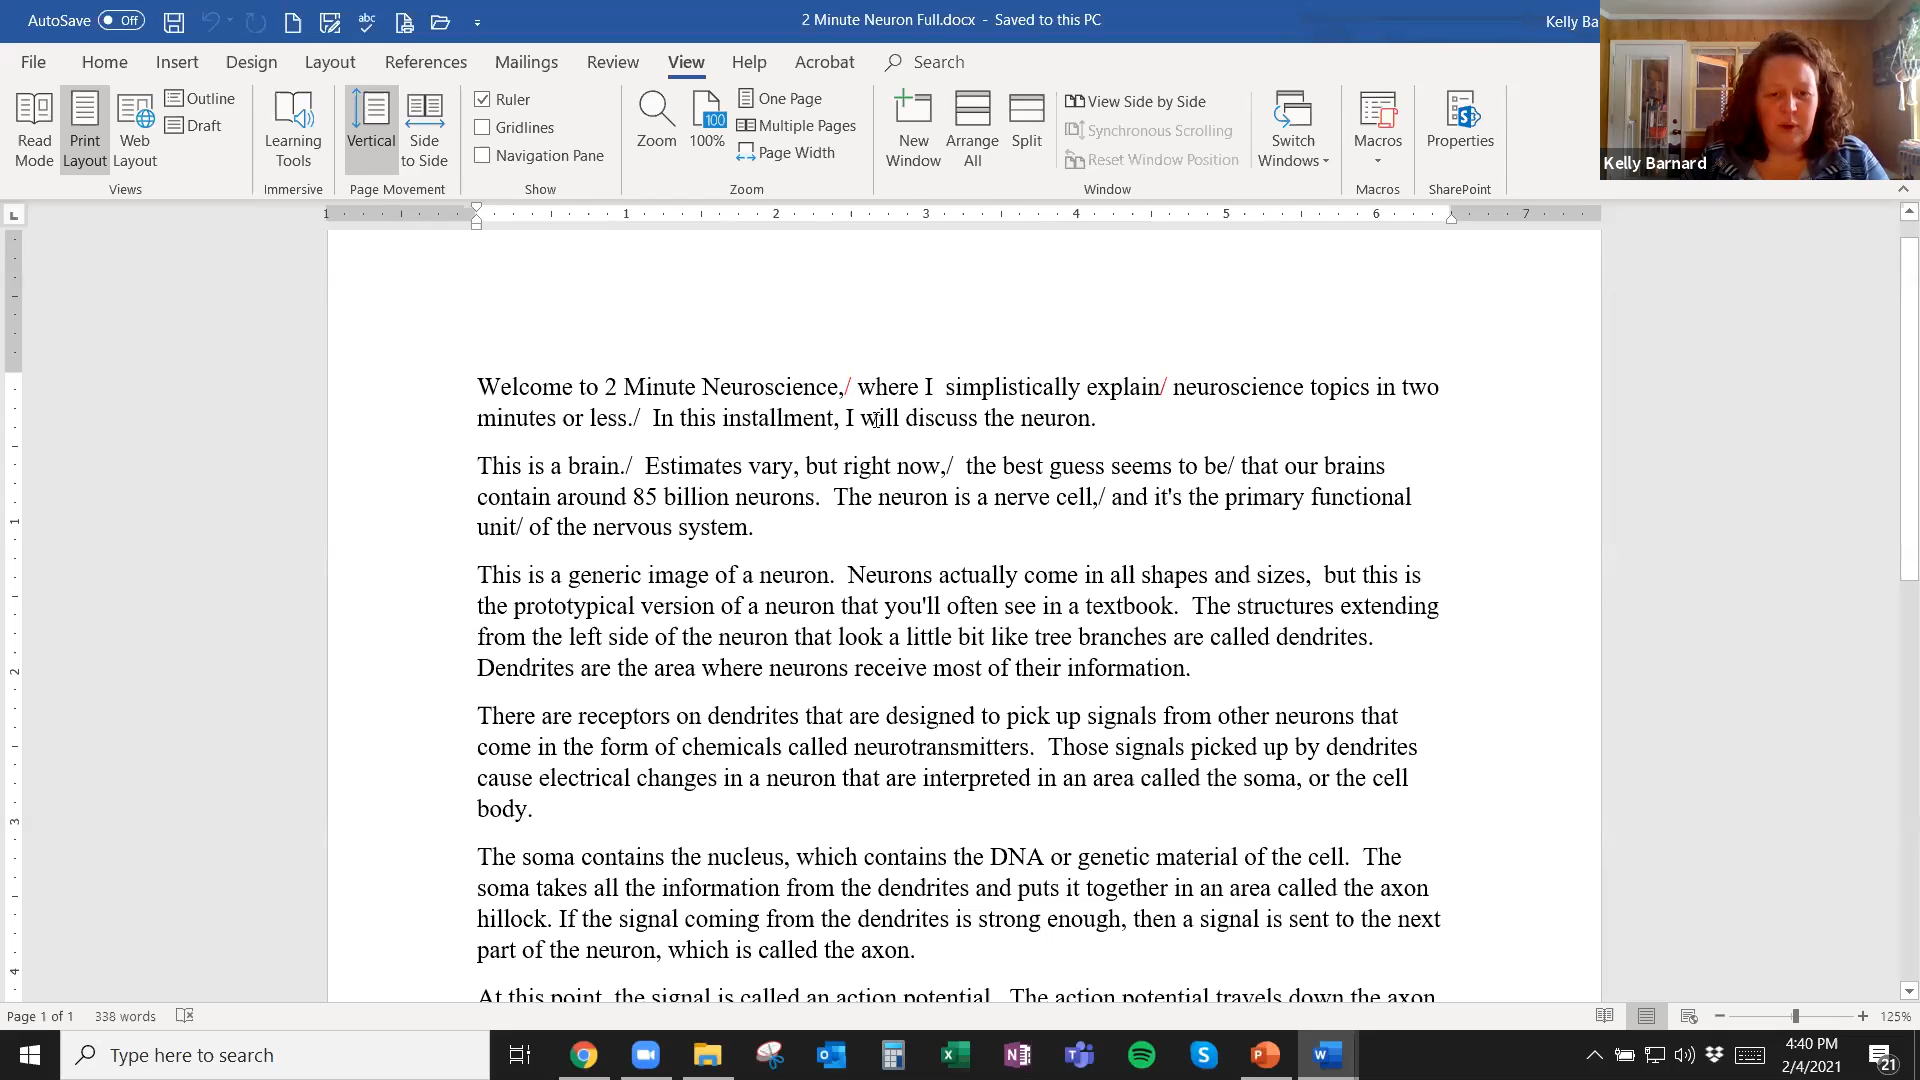 AutoSave Off
2 Minute Neuron Full.docx - Saved to this PC
Kelly Ba
File Home Insert Design Layout References Mailings Review View Help Acrobat Search
Read Mode
Print Layout
Web Layout
Outline
Draft
Views
Learning Tools
Immersive
Vertical
Side to Side
Page Movement
Ruler
Gridlines
Navigation Pane
Show
Zoom
100
100%
One Page
Multiple Pages
Page Width
Zoom
New Window
Arrange All
Split
View Side by Side
Synchronous Scrolling
Reset Window Position
Switch Windows
Window
Macros
Macros
Properties
SharePoint
Kelly Barnard
L
1 1 2 3 4 5 6 7
Welcome to 2 Minute Neuroscience,/ where I  simplistically explain/ neuroscience topics in two
minutes or less./  In this installment, I will discuss the neuron.
This is a brain./  Estimates vary, but right now,/  the best guess seems to be/ that our brains
contain around 85 billion neurons.  The neuron is a nerve cell,/ and it's the primary functional
unit/ of the nervous system.
This is a generic image of a neuron.  Neurons actually come in all shapes and sizes,  but this is
the prototypical version of a neuron that you'll often see in a textbook.  The structures extending
from the left side of the neuron that look a little bit like tree branches are called dendrites.
Dendrites are the area where neurons receive most of their information.
There are receptors on dendrites that are designed to pick up signals from other neurons that
come in the form of chemicals called neurotransmitters.  Those signals picked up by dendrites
cause electrical changes in a neuron that are interpreted in an area called the soma, or the cell
body.
The soma contains the nucleus, which contains the DNA or genetic material of the cell.  The
soma takes all the information from the dendrites and puts it together in an area called the axon
hillock. If the signal coming from the dendrites is strong enough, then a signal is sent to the next
part of the neuron, which is called the axon.
At this point, the signal is called an action potential.  The action potential travels down the axon
1
2
3
4
Page 1 of 1 338 words
125%
Type here to search
4:40 PM
2/4/2021
21